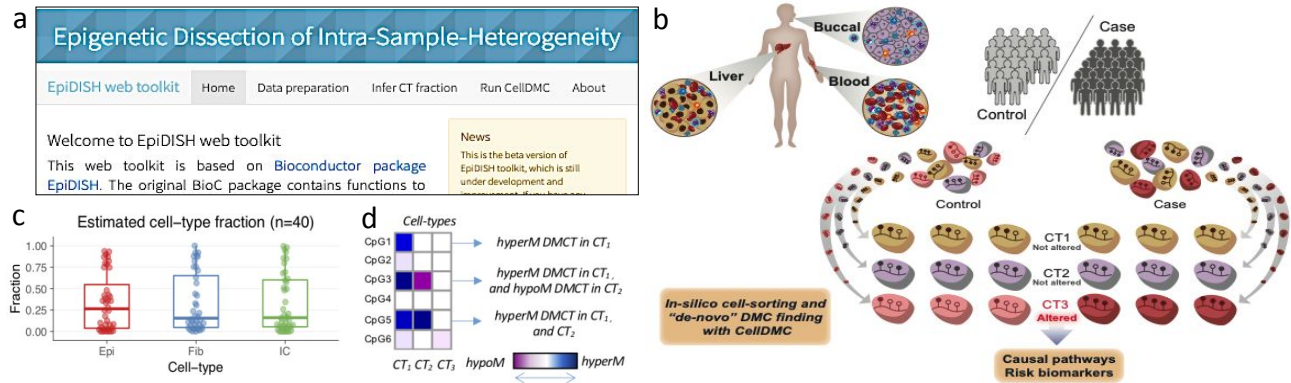 a
Epigenetic Dissection of Intra-Sample-Heterogeneity
EpiDISH web toolkit Home Data preparation Infer CT fraction Run CellDMC About
Welcome to EpiDISH web toolkit
This web toolkit is based on Bioconductor package
EpiDISH. The original BioC package contains functions to
News
This is the beta version of
EpiDISH toolkit, which is still
under development and
b
Buccal
Liver
Blood
Case
Control
Control
Case
CT1
Not altered
CT2
Not altered
CT3
Altered
In-silico cell-sorting and
“de-novo” DMC finding
with CellDMC
Causal pathways
Risk biomarkers
c
Estimated cell-type fraction (n=40)
Fraction
1.00
0.75
0.50
0.25
0.00
Epi Fib IC
Cell-type
d
Cell-types
CpG1
CpG2
CpG3
CpG4
CpG5
CpG6
CT1 CT2 CT3
hyperM DMCT in CT1
hyperM DMCT in CT1,
and hypoM DMCT in CT2
hyperM DMCT in CT1,
and CT2
hypoM hyperM